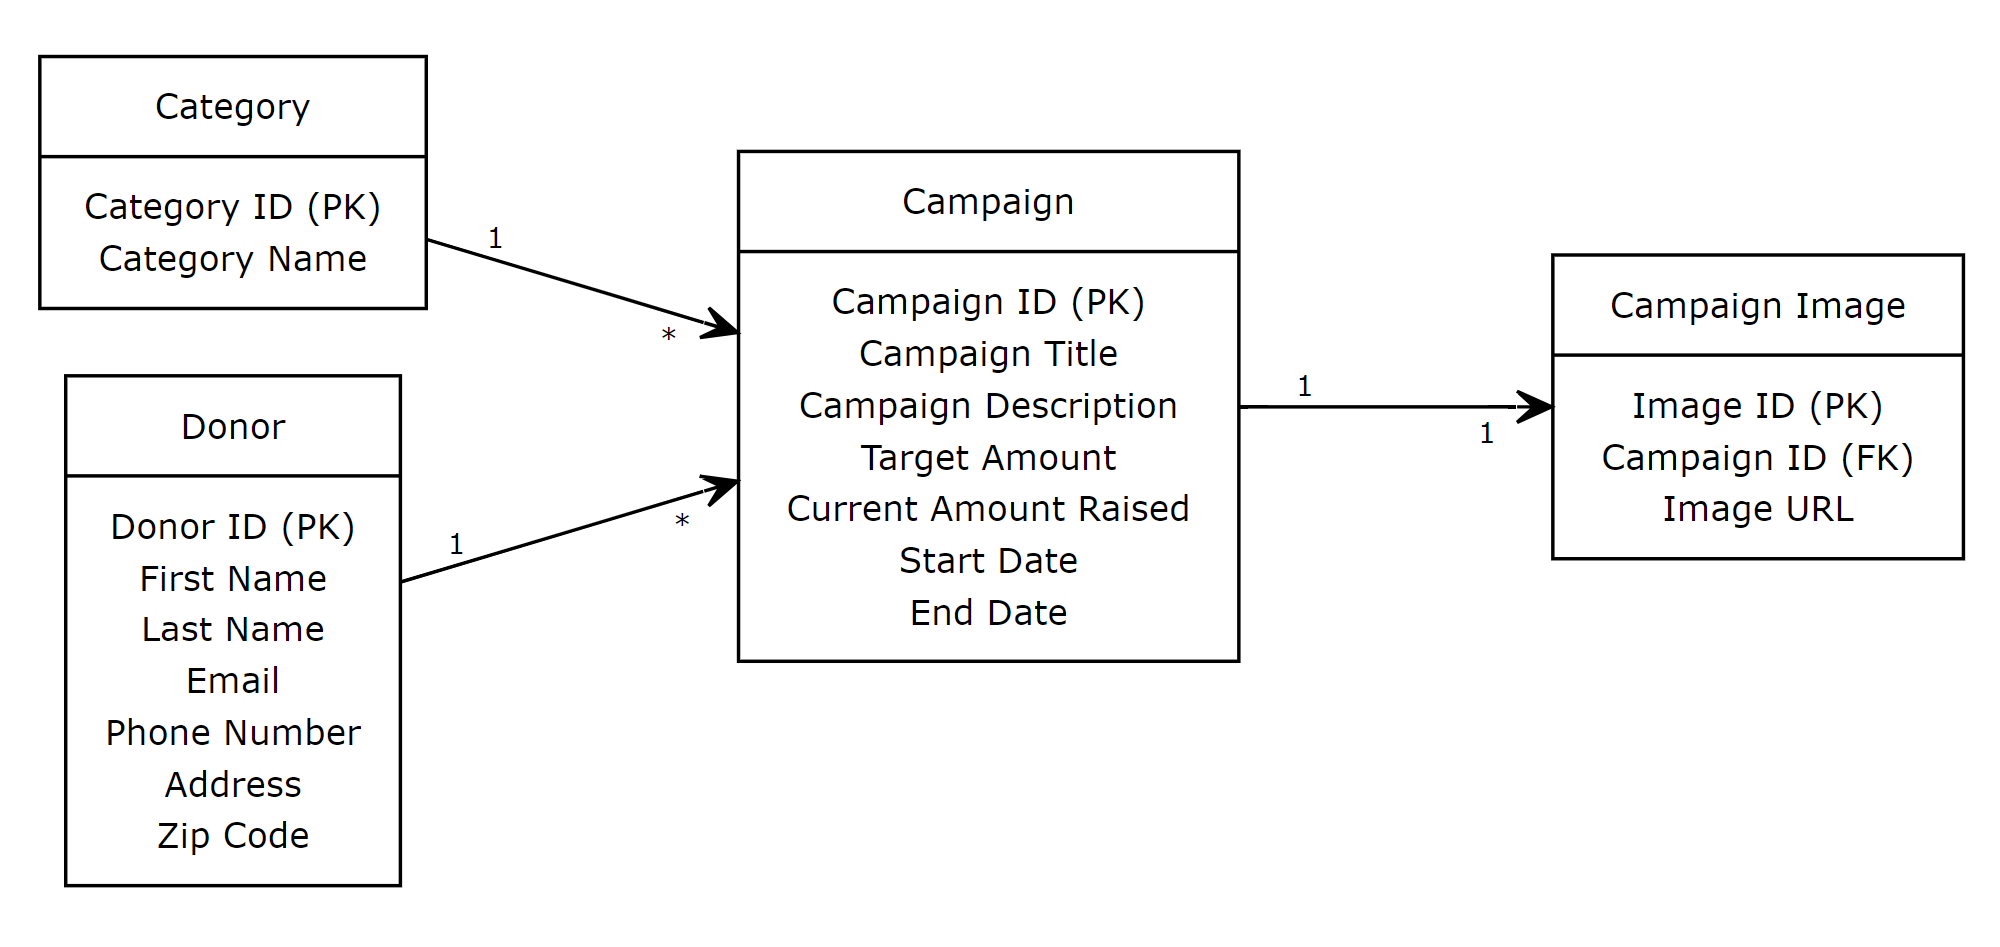 Category
Category ID (PK)
Category Name
1
*
Donor
Donor ID (PK)
First Name
Last Name
Email
Phone Number
Address
Zip Code
1
*
Campaign
Campaign ID (PK)
Campaign Title
Campaign Description
Target Amount
Current Amount Raised
Start Date
End Date
1
1
Campaign Image
Image ID (PK)
Campaign ID (FK)
Image URL